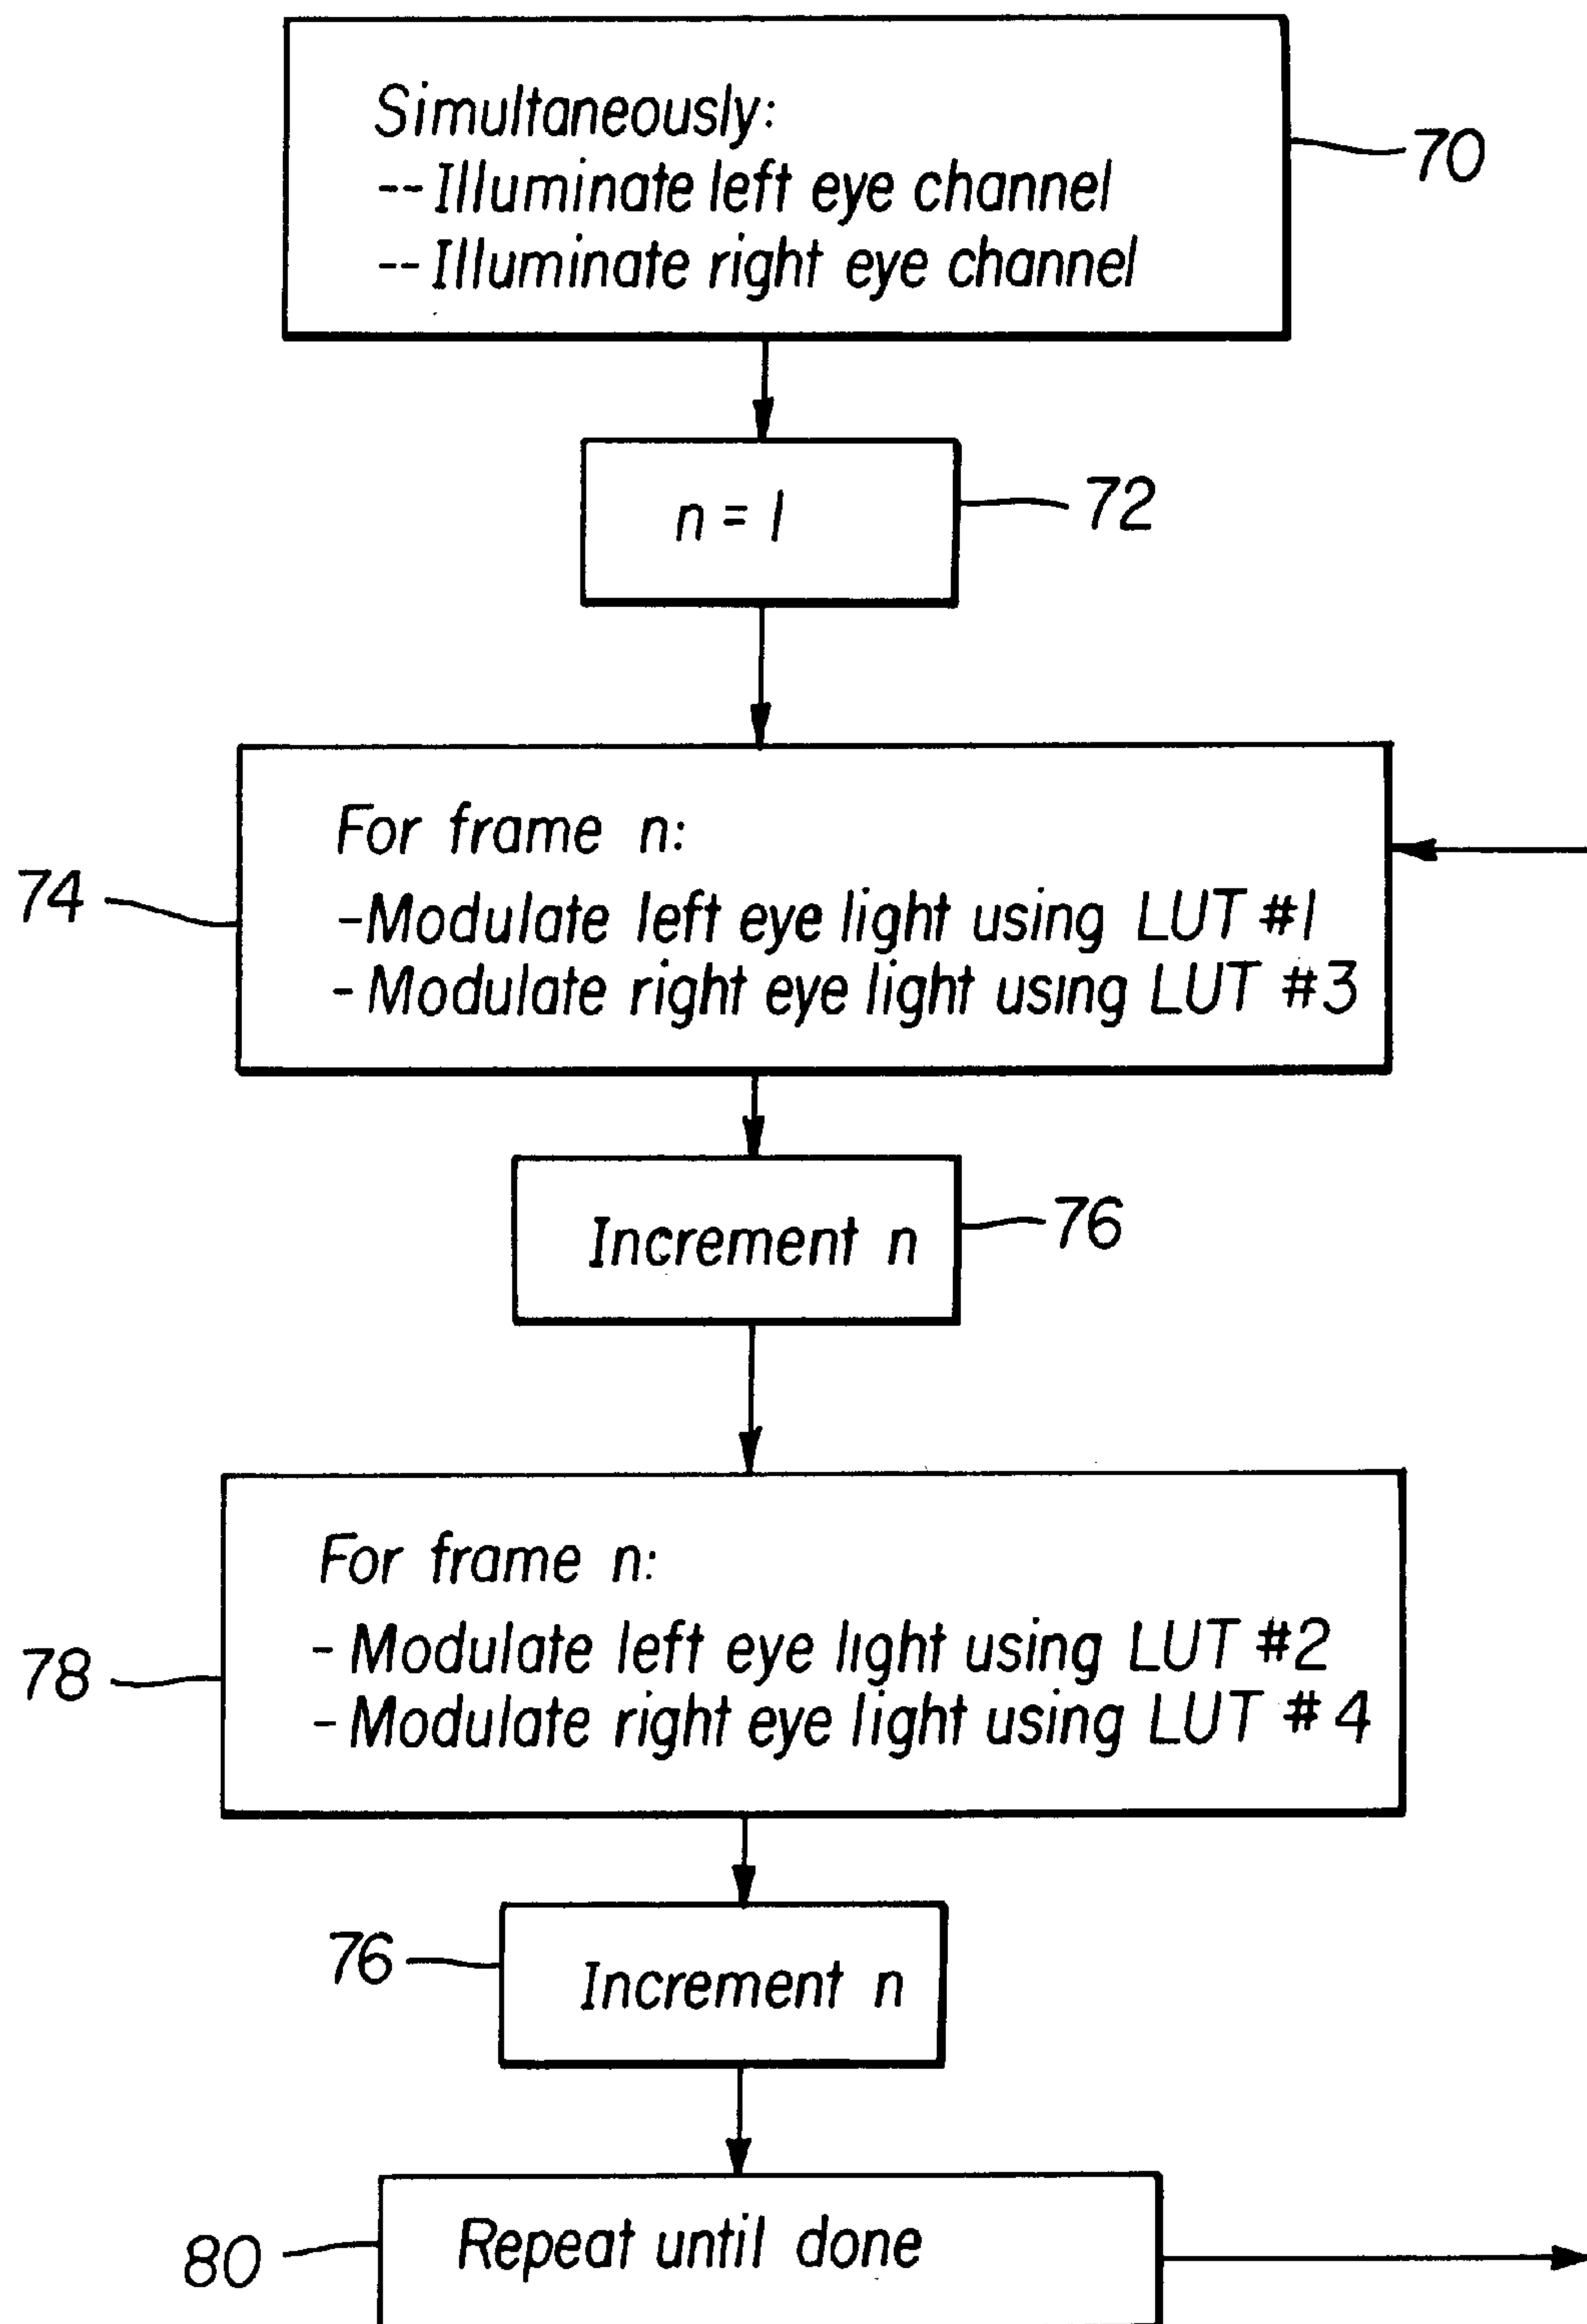 Simultaneously:
-- Illuminate left eye channel
-- Illuminate right eye channel
70
n = 1
72
For frame n:
-Modulate left eye light using LUT #1
- Modulate right eye light using LUT #3
74
Increment n
76
For frame n:
- Modulate left eye light using LUT #2
- Modulate right eye light using LUT #4
78
Increment n
76
Repeat until done
80